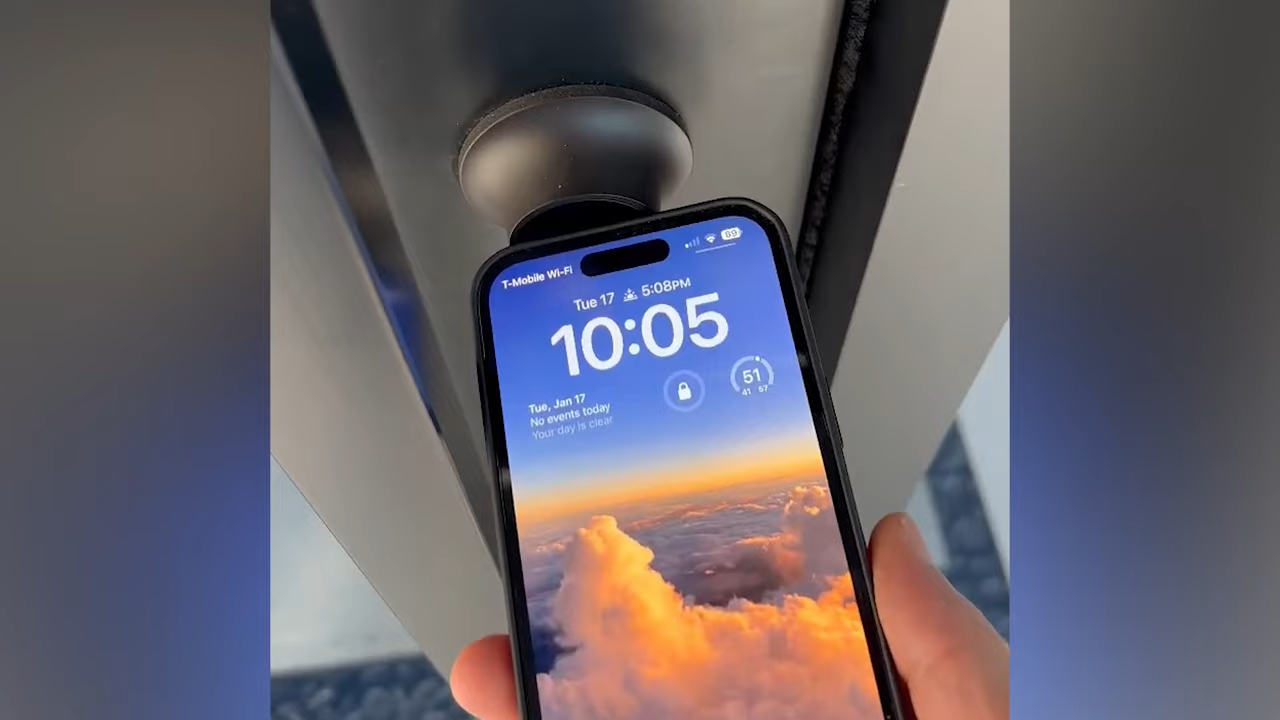 T-Mobile Wi-Fi
89
Tue 17 5:08PM
10:05
Tue, Jan 17
No events today
Your day is clear
51
41 57